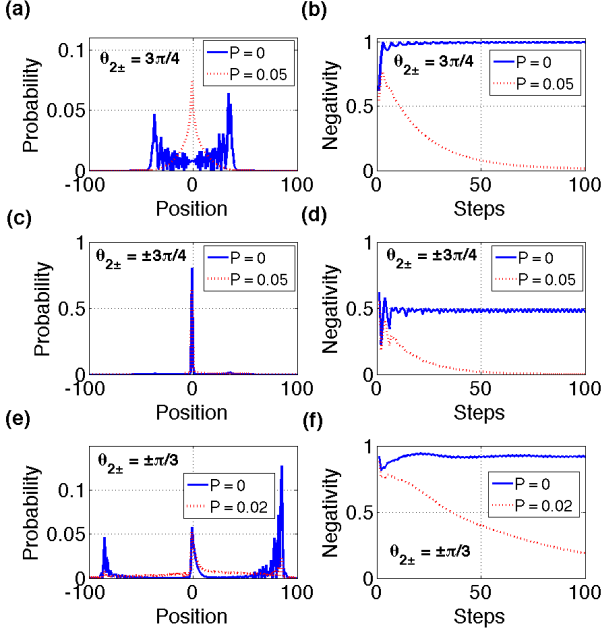 (a)
θ2± = 3π/4
P = 0
P = 0.05
Probability
0.1
0.05
0
-100
0
100
Position
(b)
θ2± = 3π/4
P = 0
P = 0.05
Negativity
1
0.5
0
0
50
100
Steps
(c)
θ2± = ±3π/4
P = 0
P = 0.05
Probability
1
0.5
0
-100
0
100
Position
(d)
θ2± = ±3π/4
P = 0
P = 0.05
Negativity
1
0.5
0
0
50
100
Steps
(e)
θ2± = ±π/3
P = 0
P = 0.02
Probability
0.1
0.05
0
-100
0
100
Position
(f)
P = 0
P = 0.02
θ2± = ±π/3
Negativity
1
0.5
0
0
50
100
Steps